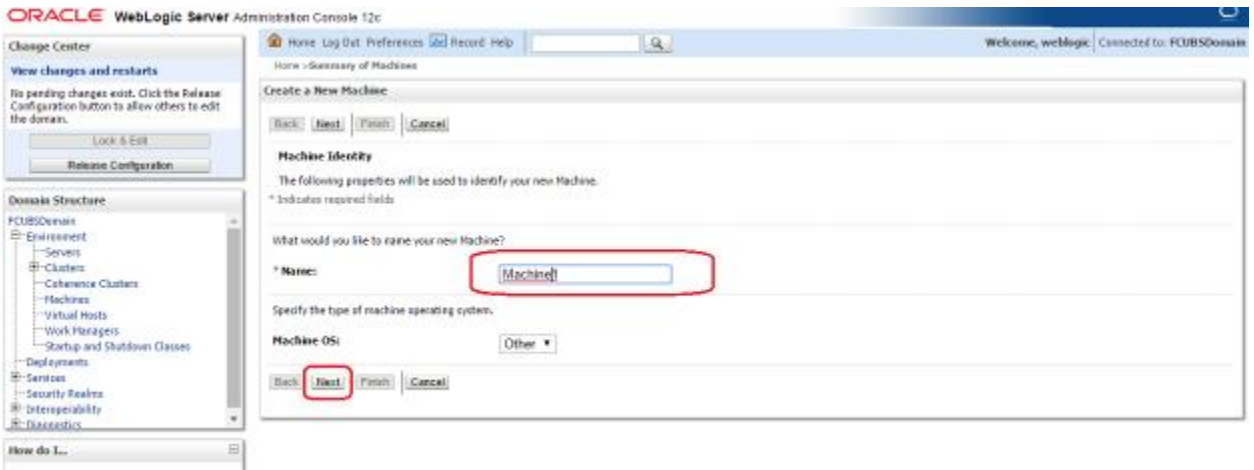 ORACLE WebLogic Server Administration Console 12c
Change Center
View changes and restarts
No pending changes exist. Click the Release
Configuration button to allow others to edit
the domain.
Lock & Edit
Release Configuration
Domain Structure
FCUBSDomain
Environment
Servers
Clusters
Coherence Clusters
Machines
Virtual Hosts
Work Managers
Startup and Shutdown Classes
Deployments
Services
Security Realms
Interoperability
Diagnostics
How do I...
Home Log Out Preferences Record Help
Welcome, weblogic Connected to: FCUBSDomain
Home >Summary of Machines
Create a New Machine
Back Next Finish Cancel
Machine Identity
The following properties will be used to identify your new Machine.
* Indicates required fields
What would you like to name your new Machine?
* Name: Machine1
Specify the type of machine operating system.
Machine OS: Other
Back Next Finish Cancel